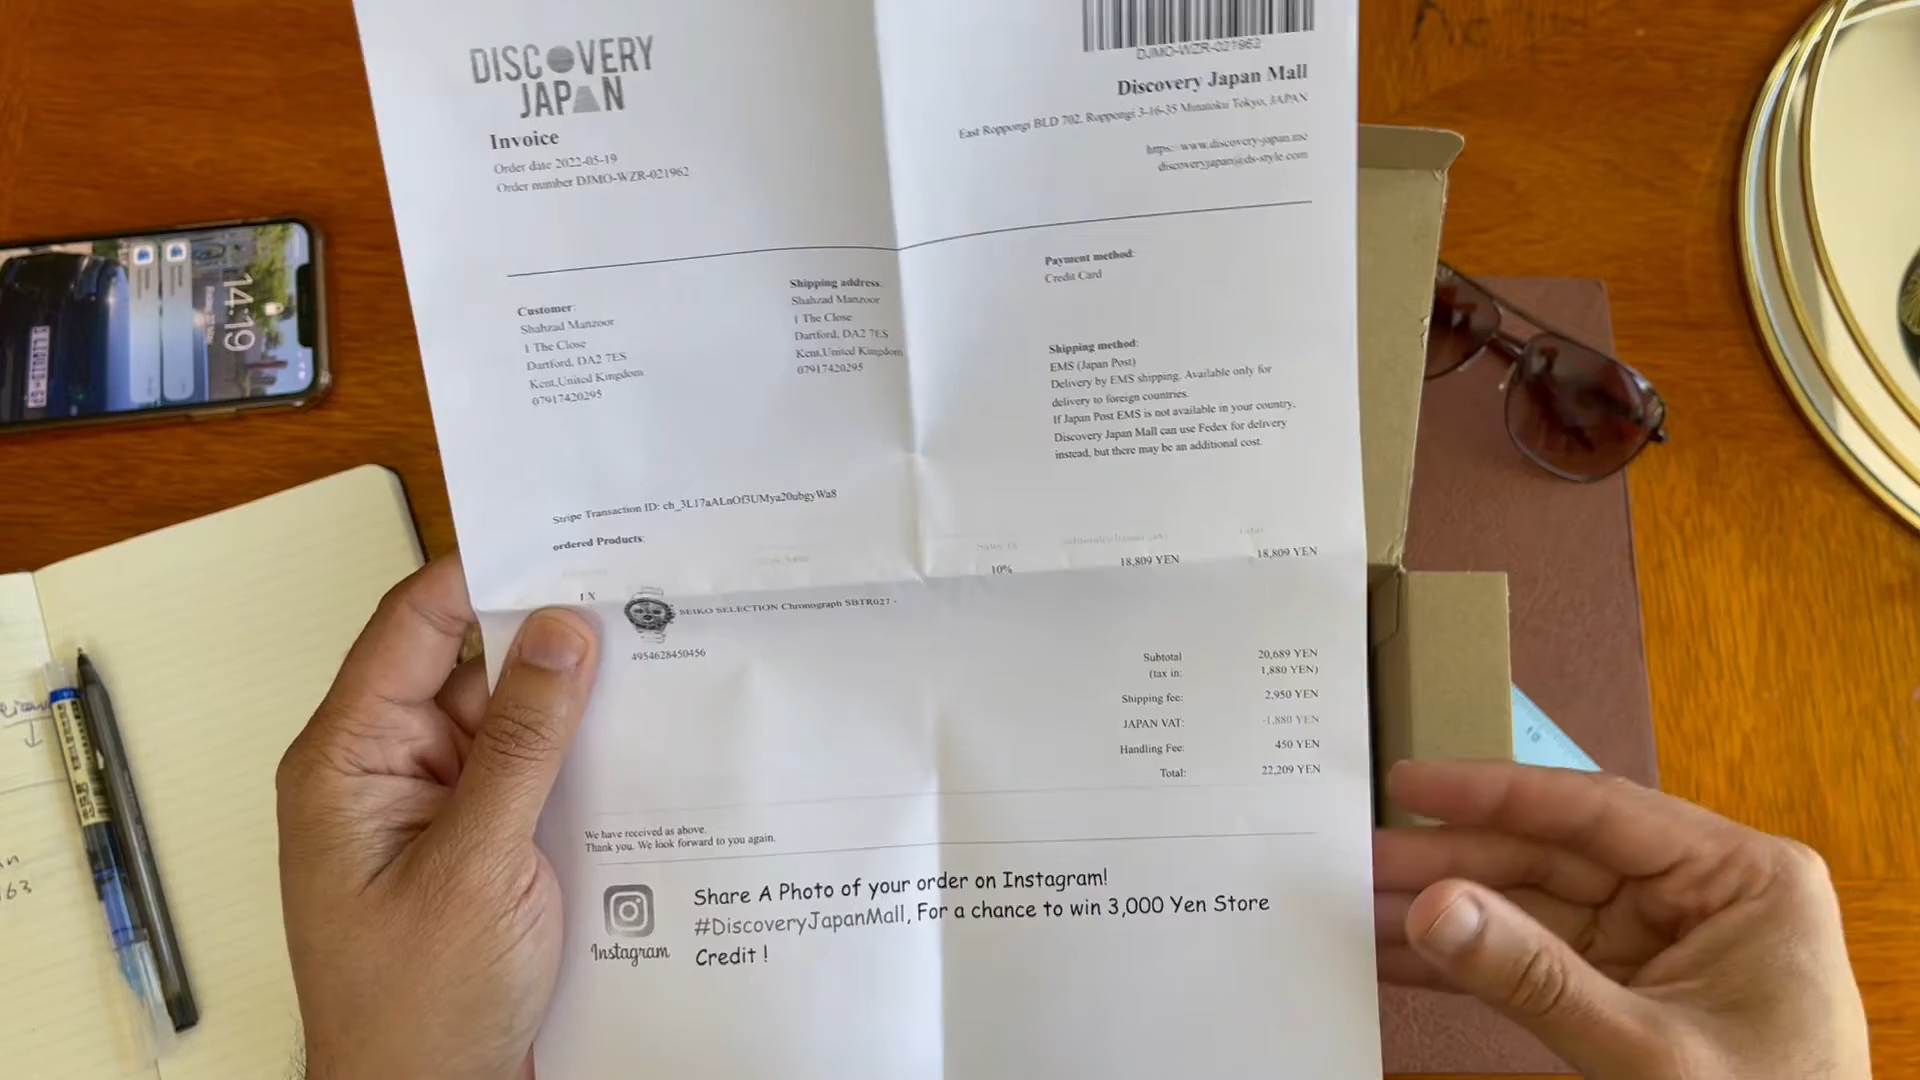 DISCOVERY
JAPAN
Invoice
Order date 2022-05-19
Order number DJMO-WZR-021962
DJMO-WZR-021962
Discovery Japan Mall
East Roppongi BLD 702, Roppongi 3-16-35 Minatoku Tokyo, JAPAN
https://www.discovery-japan.me
discoveryjapan@ds-style.com
Customer:
Shahzad Manzoor
1 The Close
Dartford, DA2 7ES
Kent,United Kingdom
07917420295
Shipping address:
Shahzad Manzoor
1 The Close
Dartford, DA2 7ES
Kent,United Kingdom
07917420295
Payment method:
Credit Card
Shipping method:
EMS (Japan Post)
Delivery by EMS shipping. Available only for
delivery to foreign countries.
If Japan Post EMS is not available in your country,
Discovery Japan Mall can use Fedex for delivery
instead, but there may be an additional cost.
Stripe Transaction ID: ch_3L17aALnOf3UMya20ubgyWa8
ordered Products:
1 X
SEIKO SELECTION Chronograph SBTR027 -
10%
18,809 YEN
18,809 YEN
4954628450456
Subtotal 20,689 YEN
(tax in: 1,880 YEN)
Shipping fee: 2,950 YEN
JAPAN VAT: -1,880 YEN
Handling Fee: 450 YEN
Total: 22,209 YEN
We have received as above.
Thank you. We look forward to you again.
Instagram
Share A Photo of your order on Instagram!
#DiscoveryJapanMall, For a chance to win 3,000 Yen Store
Credit !
14:19
63
10